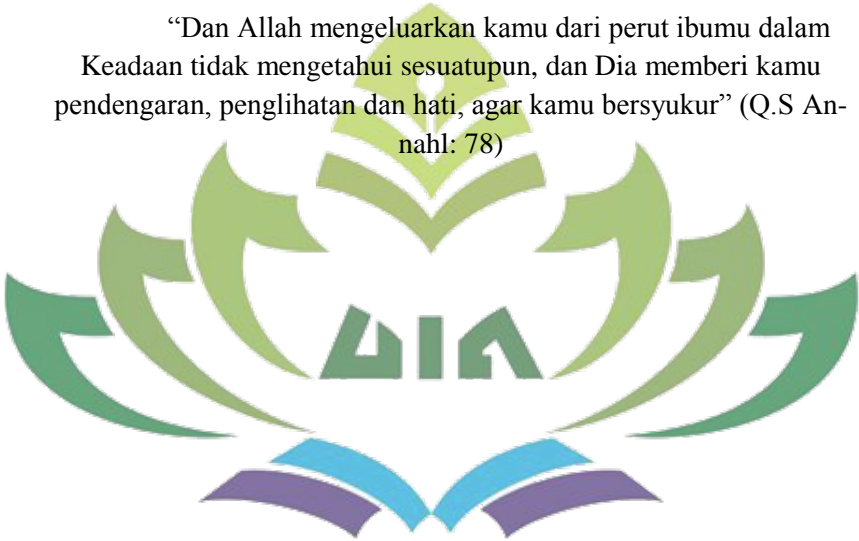 “Dan Allah mengeluarkan kamu dari perut ibumu dalam
Keadaan tidak mengetahui sesuatupun, dan Dia memberi kamu
pendengaran, penglihatan dan hati, agar kamu bersyukur” (Q.S An-
nahl: 78)
UIN